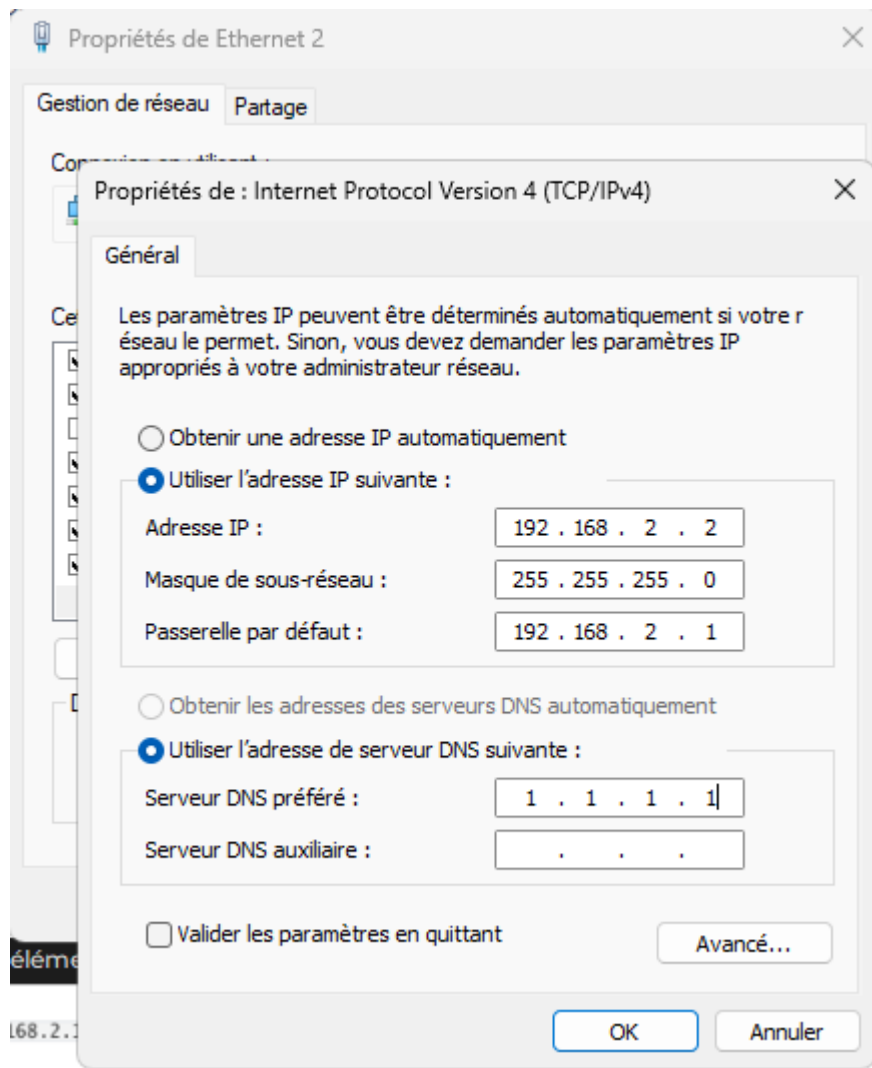 Propriétés de Ethernet 2
Gestion de réseau Partage
Propriétés de : Internet Protocol Version 4 (TCP/IPv4)
Général
Les paramètres IP peuvent être déterminés automatiquement si votre r
éseau le permet. Sinon, vous devez demander les paramètres IP
appropriés à votre administrateur réseau.
Obtenir une adresse IP automatiquement
Utiliser l'adresse IP suivante :
Adresse IP : 192 . 168 . 2 . 2
Masque de sous-réseau : 255 . 255 . 255 . 0
Passerelle par défaut : 192 . 168 . 2 . 1
Obtenir les adresses des serveurs DNS automatiquement
Utiliser l'adresse de serveur DNS suivante :
Serveur DNS préféré : 1 . 1 . 1 . 1
Serveur DNS auxiliaire : . . .
Valider les paramètres en quittant
Avancé...
OK Annuler